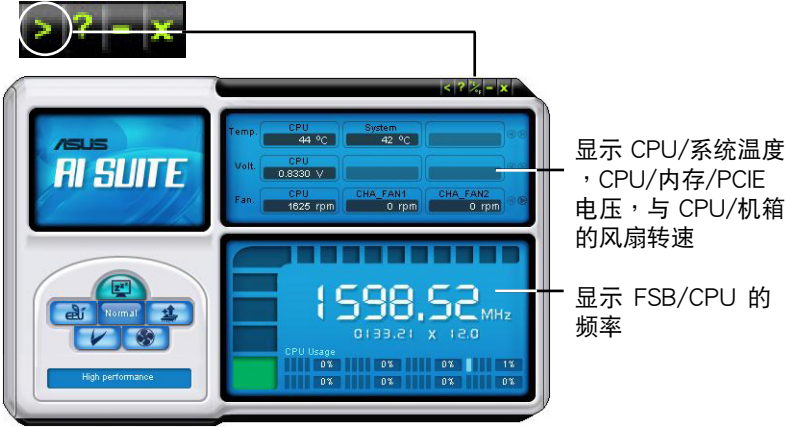 > ? - x
< ? °F/°C - x
ASUS
AI SUITE
Temp. CPU System
44 °C 42 °C
Volt. CPU
0.8330 V
Fan. CPU CHA_FAN1 CHA_FAN2
1625 rpm 0 rpm 0 rpm
显示 CPU/系统温度
，CPU/内存/PCIE
电压，与 CPU/机箱
的风扇转速
1598.52 MHz
0133.21 x 12.0
显示 FSB/CPU 的
频率
CPU Usage
0% 0% 0% 1%
0% 0% 0% 0%
zzz
epu Normal
High performance